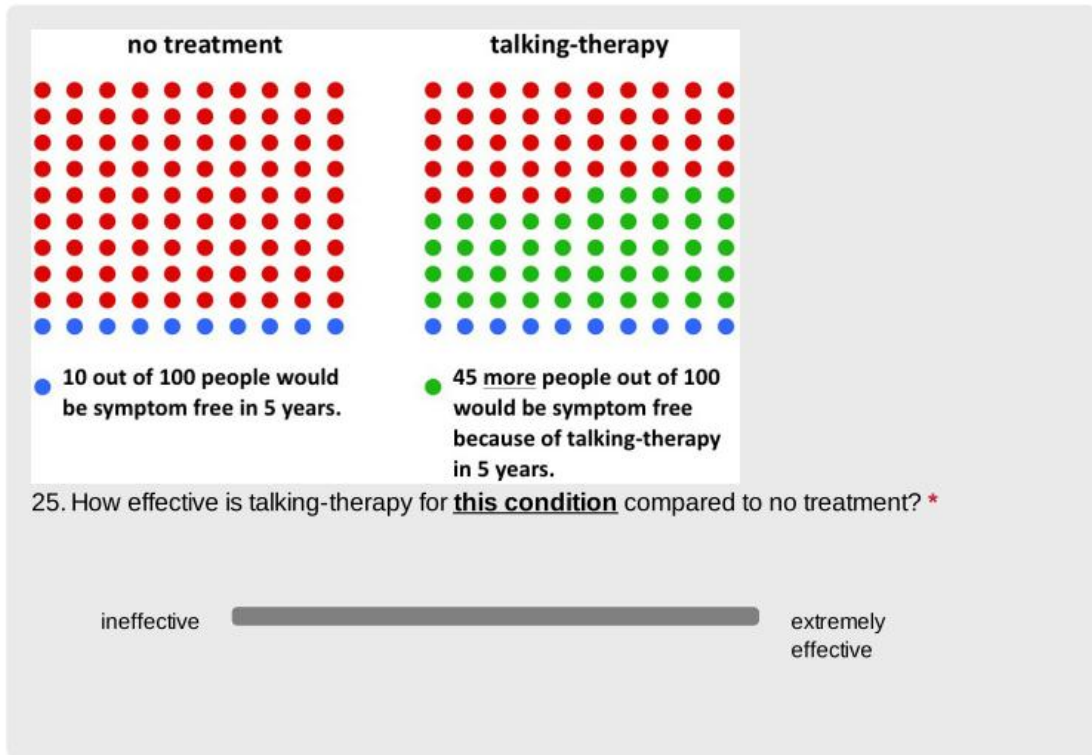 no treatment
talking-therapy
10 out of 100 people would
be symptom free in 5 years.
45 more people out of 100
would be symptom free
because of talking-therapy
in 5 years.
25. How effective is talking-therapy for this condition compared to no treatment? *
ineffective
extremely
effective